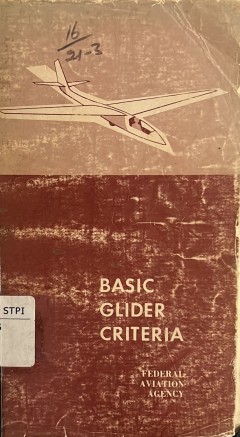 16
21-3
BASIC
GLIDER
CRITERIA
STPI
FEDERAL
AVIATION
AGENCY